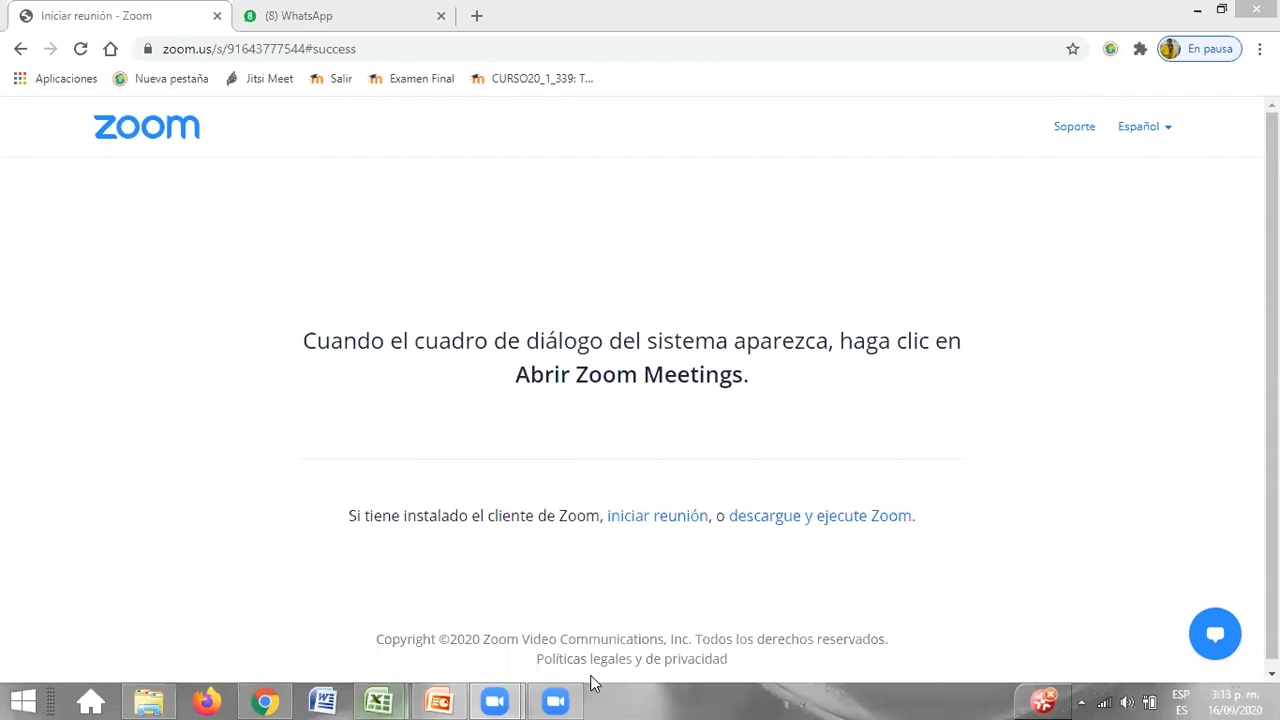 Iniciar reunión - Zoom
(8) WhatsApp
zoom.us/s/91643777544#success
En pausa
Aplicaciones
Nueva pestaña
Jitsi Meet
Salir
Examen Final
CURSO20_1_339: T...
zoom
Soporte
Español
Cuando el cuadro de diálogo del sistema aparezca, haga clic en
Abrir Zoom Meetings.
Si tiene instalado el cliente de Zoom, iniciar reunión, o descargue y ejecute Zoom.
Copyright ©2020 Zoom Video Communications, Inc. Todos los derechos reservados.
Políticas legales y de privacidad
ESP
ES
3:13 p. m.
16/09/2020